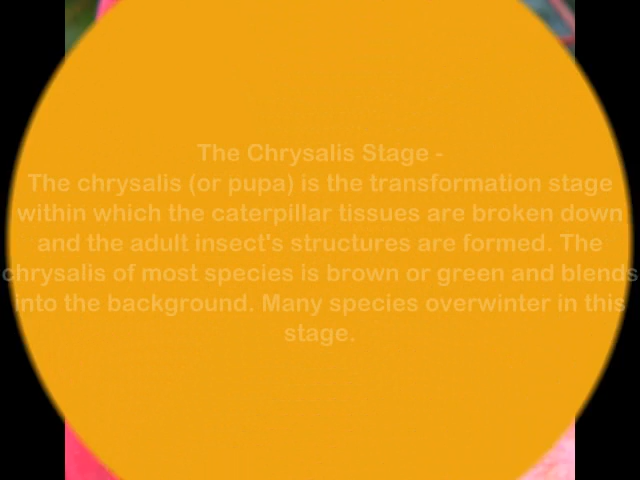 The Chrysalis Stage -
The chrysalis (or pupa) is the transformation stage
within which the caterpillar tissues are broken down
and the adult insect's structures are formed. The
chrysalis of most species is brown or green and blends
into the background. Many species overwinter in this
stage.